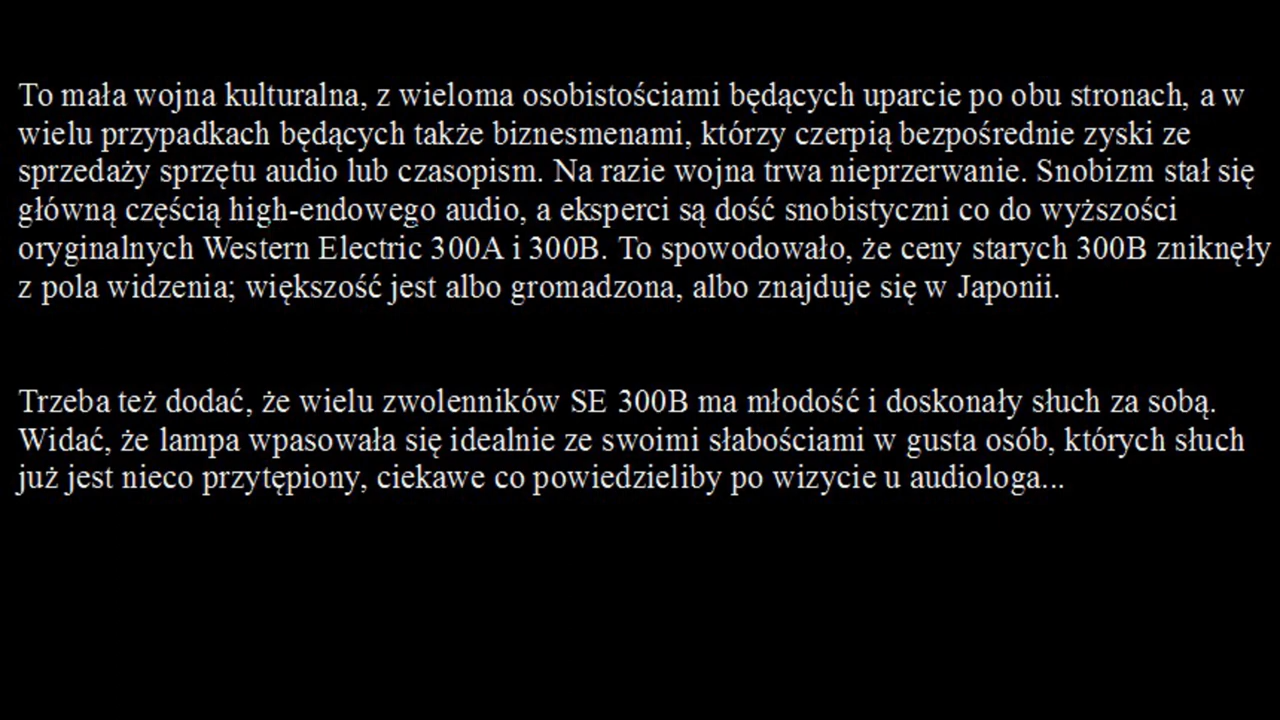 To mała wojna kulturalna, z wieloma osobistościami będących uparcie po obu stronach, a w
wielu przypadkach będących także biznesmenami, którzy czerpią bezpośrednie zyski ze
sprzedaży sprzętu audio lub czasopism. Na razie wojna trwa nieprzerwanie. Snobizm stał się
główną częścią high-endowego audio, a eksperci są dość snobistyczni co do wyższości
oryginalnych Western Electric 300A i 300B. To spowodowało, że ceny starych 300B zniknęły
z pola widzenia; większość jest albo gromadzona, albo znajduje się w Japonii.
Trzeba też dodać, że wielu zwolenników SE 300B ma młodość i doskonały słuch za sobą.
Widać, że lampa wpasowała się idealnie ze swoimi słabościami w gusta osób, których słuch
już jest nieco przytępiony, ciekawe co powiedzieliby po wizycie u audiologa...